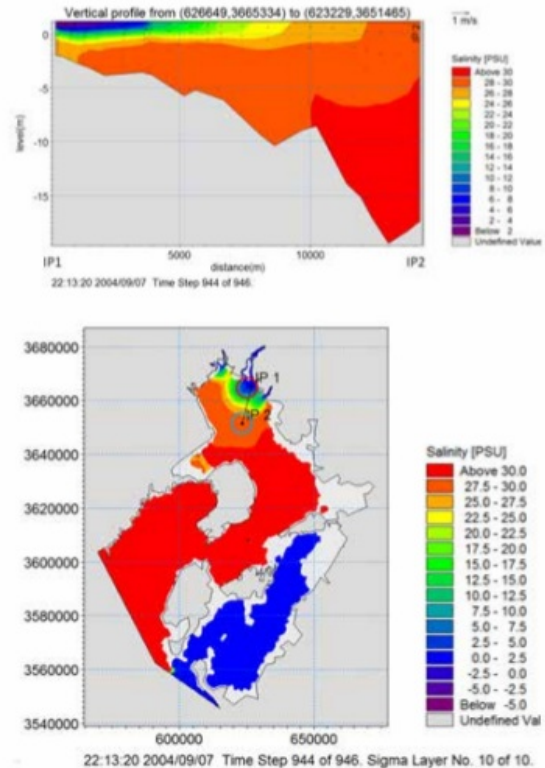 Vertical profile from (626649,3665334) to (623229,3651465)
1 m/s
IP 2
level(m)
0
-5
-10
-15
IP1
5000
10000
IP2
distance(m)
22:13:20 2004/09/07 Time Step 944 of 946.
Salinity [PSU]
Above 30
28 - 30
26 - 28
24 - 26
22 - 24
20 - 22
18 - 20
16 - 18
14 - 16
12 - 14
10 - 12
8 - 10
6 - 8
4 - 6
2 - 4
Below 2
Undefined Value
3680000
3660000
3640000
3620000
3600000
3580000
3560000
3540000
IP 1
IP 2
600000
650000
Salinity [PSU]
Above 30.0
27.5 - 30.0
25.0 - 27.5
22.5 - 25.0
20.0 - 22.5
17.5 - 20.0
15.0 - 17.5
12.5 - 15.0
10.0 - 12.5
7.5 - 10.0
5.0 - 7.5
2.5 - 5.0
0.0 - 2.5
-2.5 - 0.0
-5.0 - -2.5
Below -5.0
Undefined Val
22:13:20 2004/09/07 Time Step 944 of 946. Sigma Layer No. 10 of 10.